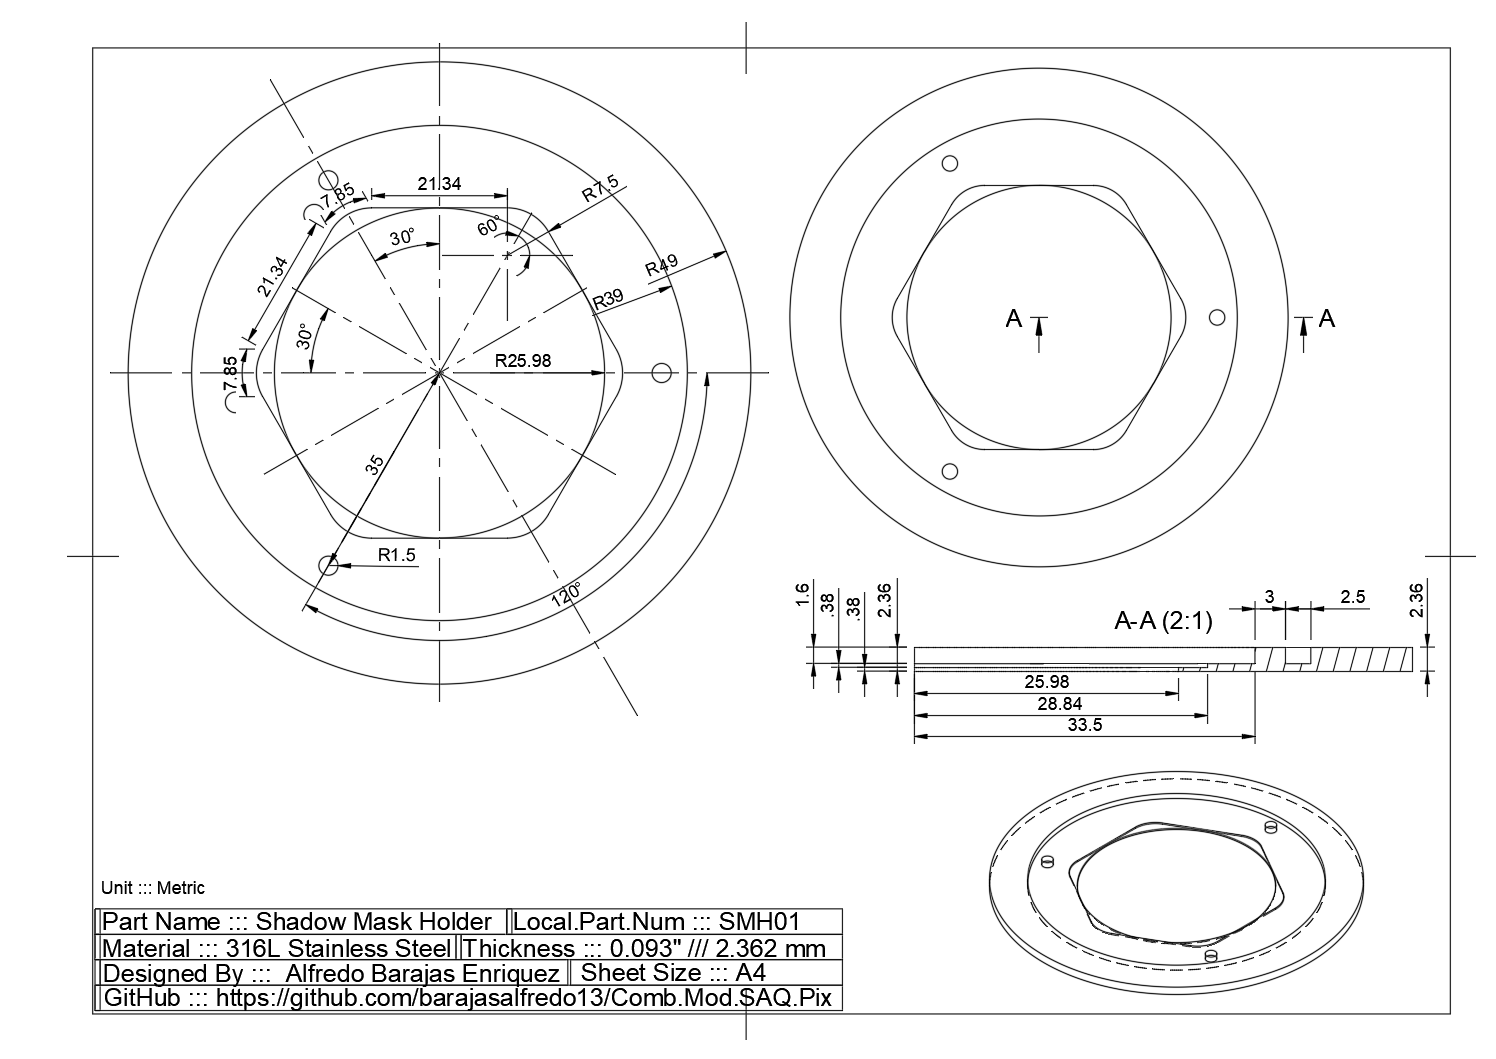 21.34
7.85
R7.5
60°
30°
R49
21.34
R39
30°
R25.98
7.85
35
R1.5
120°
A
A
1.6
.38
.38
2.36
A-A (2:1)
3
2.5
2.36
25.98
28.84
33.5
Unit ::: Metric
Part Name ::: Shadow Mask Holder Local.Part.Num ::: SMH01
Material ::: 316L Stainless Steel Thickness ::: 0.093" /// 2.362 mm
Designed By ::: Alfredo Barajas Enriquez Sheet Size ::: A4
GitHub ::: https://github.com/barajasalfredo13/Comb.Mod.SAQ.Pix